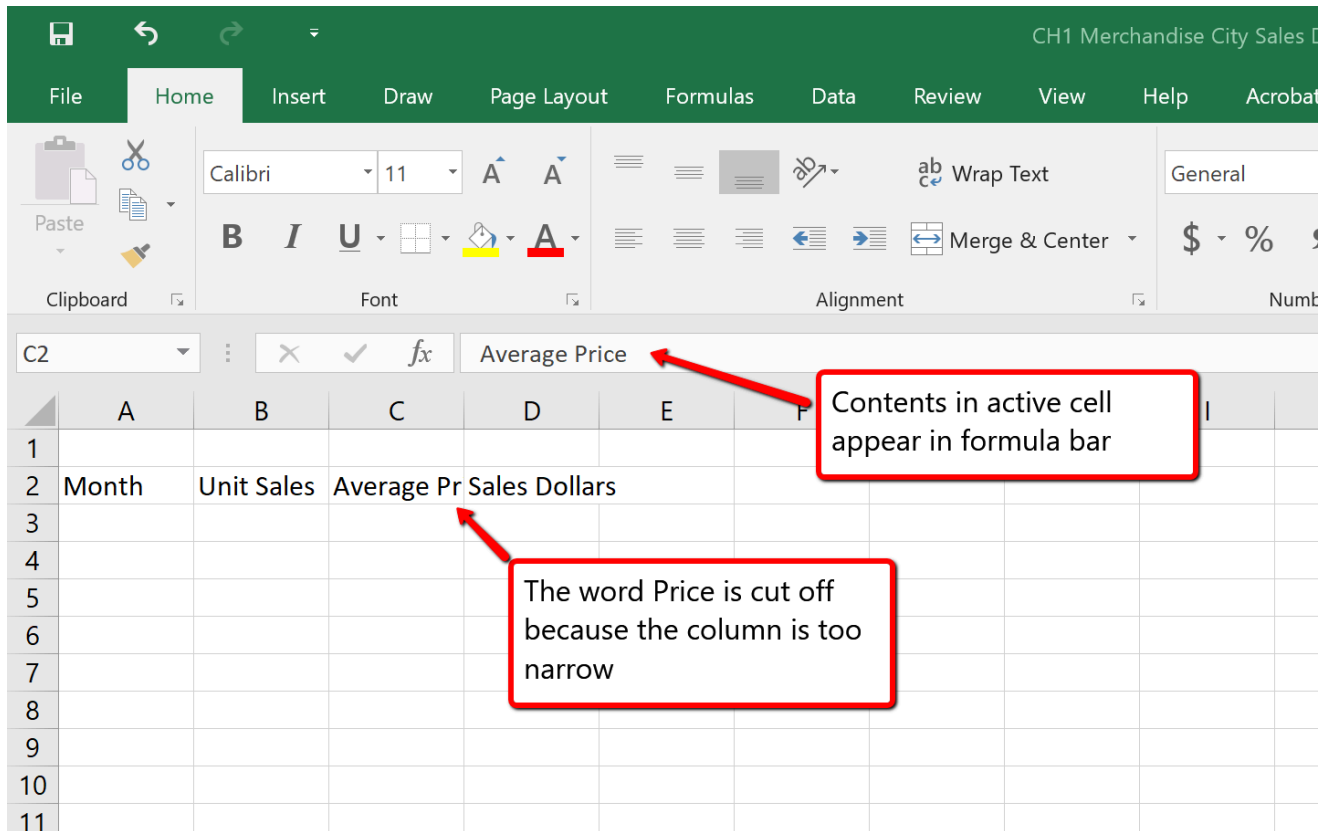 CH1 Merchandise City Sales
File Home Insert Draw Page Layout Formulas Data Review View Help Acrobat
Calibri 11 A A ab Wrap Text General
Paste B I U A Merge & Center $ %
Clipboard Font Alignment
C2 fx Average Price
A B C D E F I
Contents in active cell
appear in formula bar
1
2 Month Unit Sales Average Pr Sales Dollars
3
4
The word Price is cut off
because the column is too
narrow
5
6
7
8
9
10
11